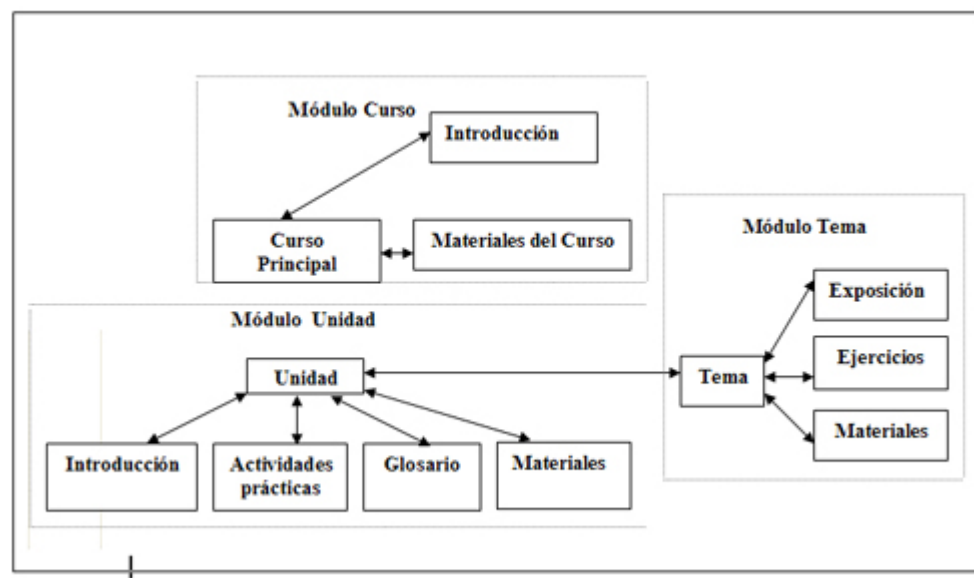 Módulo Curso
Introducción
Curso
Principal
Materiales del Curso
Módulo Tema
Exposición
Ejercicios
Tema
Materiales
Módulo Unidad
Unidad
Introducción
Actividades
prácticas
Glosario
Materiales